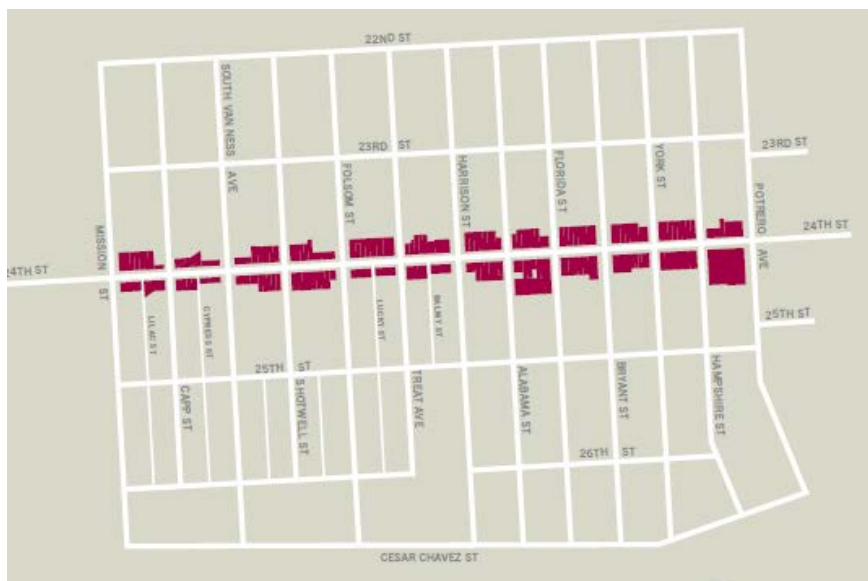 22ND ST
SOUTH VAN NESS
AVE
23RD ST
23RD ST
FOLSOM ST
HARRISON ST
FLORIDA ST
YORK ST
POTRERO
AVE
MISSION
ST
24TH ST
24TH ST
LILAC ST
CYPRESS ST
LUCKY ST
BALMY ST
25TH ST
25TH ST
CAPP ST
SHOTWELL ST
TREAT AVE
ALABAMA ST
BRYANT ST
HAMPSHIRE ST
26TH ST
CESAR CHAVEZ ST